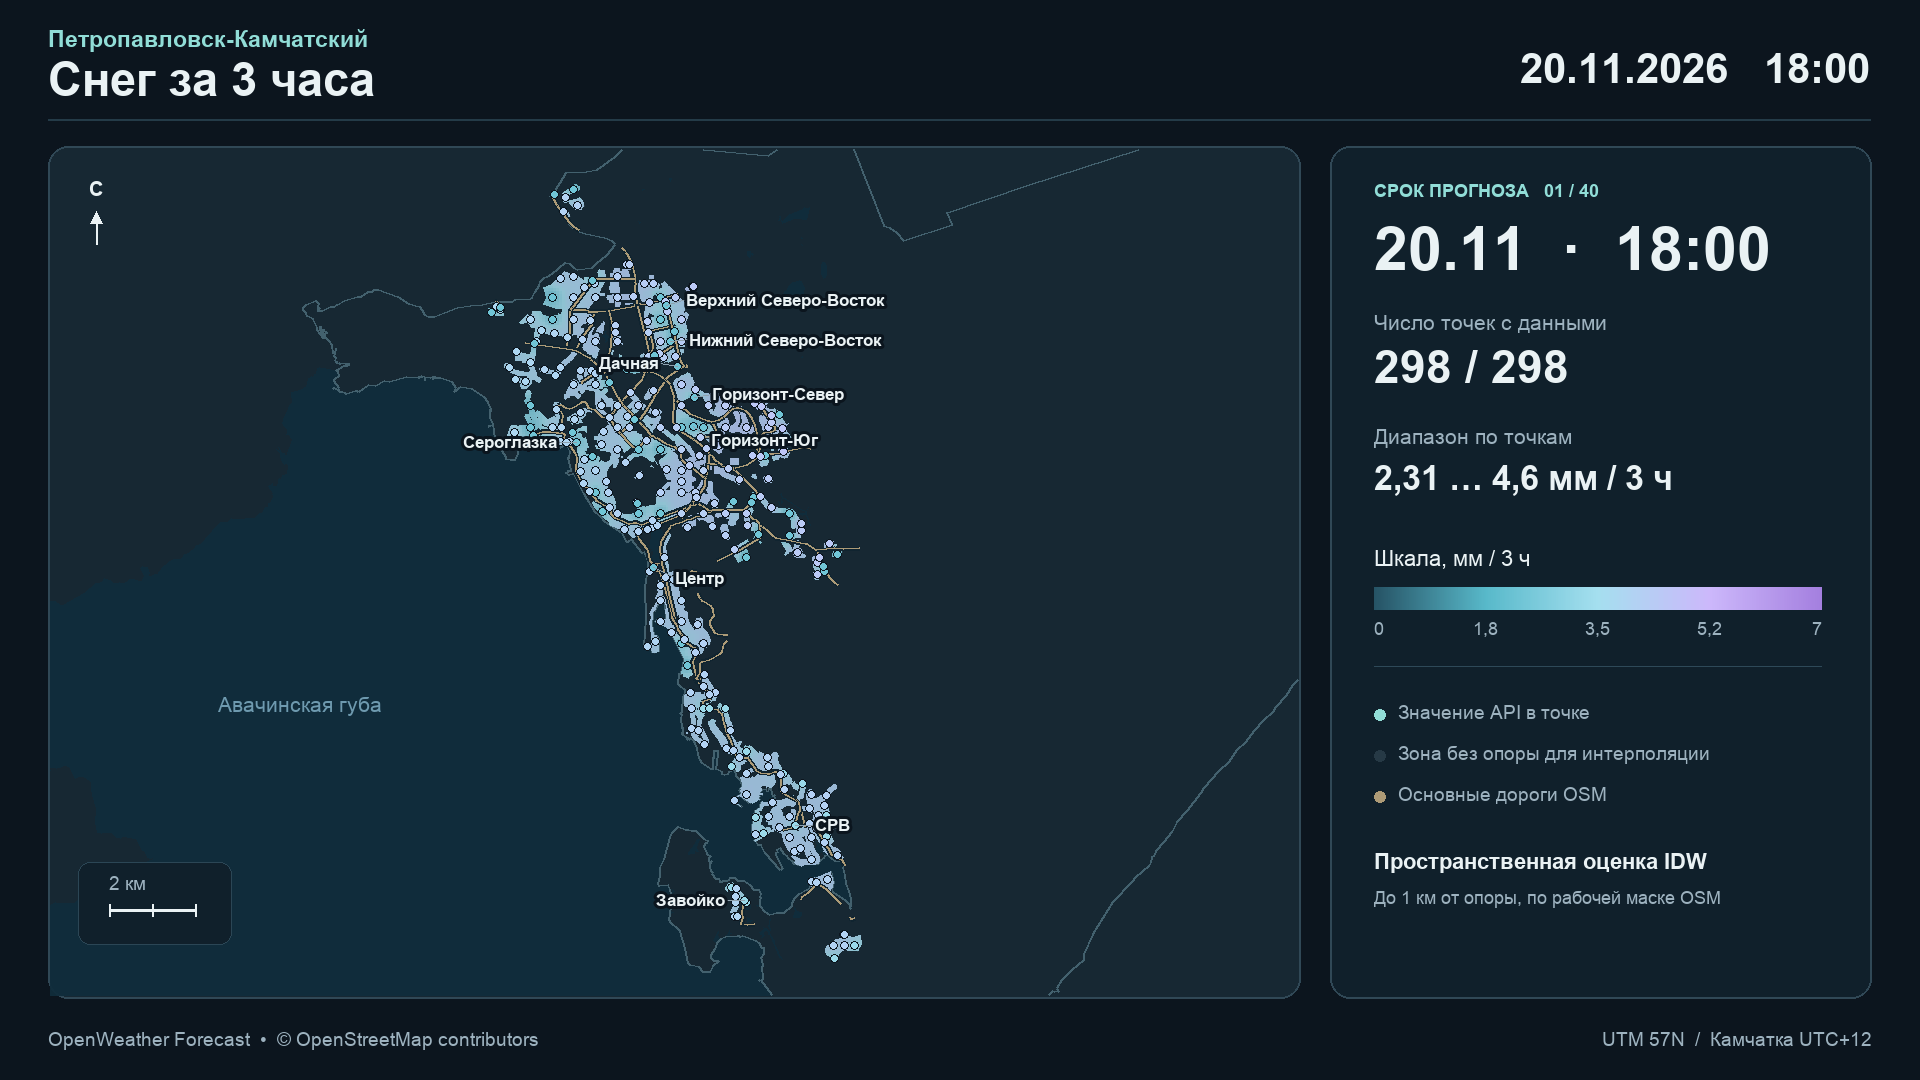 Петропавловск-Камчатский
Снег за 3 часа
20.11.2026 18:00
С
Верхний Северо-Восток
Нижний Северо-Восток
Дачная
Горизонт-Север
Сероглазка
Горизонт-Юг
Центр
Авачинская губа
СРВ
2 км
Завойко
СРОК ПРОГНОЗА 01 / 40
20.11 · 18:00
Число точек с данными
298 / 298
Диапазон по точкам
2,31 … 4,6 мм / 3 ч
Шкала, мм / 3 ч
0 1,8 3,5 5,2 7
Значение API в точке
Зона без опоры для интерполяции
Основные дороги OSM
Пространственная оценка IDW
До 1 км от опоры, по рабочей маске OSM
OpenWeather Forecast • © OpenStreetMap contributors
UTM 57N / Камчатка UTC+12